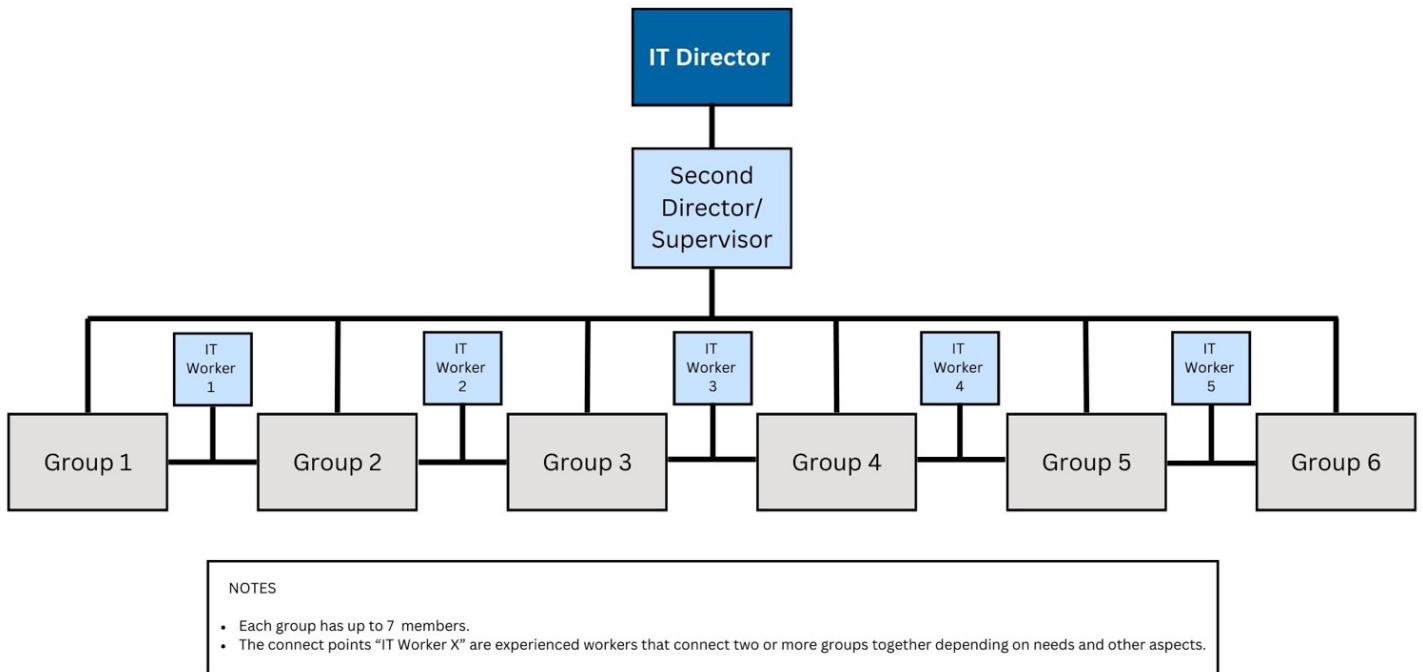 IT Director
Second
Director/
Supervisor
IT
Worker
1
IT
Worker
2
IT
Worker
3
IT
Worker
4
IT
Worker
5
Group 1
Group 2
Group 3
Group 4
Group 5
Group 6
NOTES
• Each group has up to 7 members.
• The connect points “IT Worker X” are experienced workers that connect two or more groups together depending on needs and other aspects.